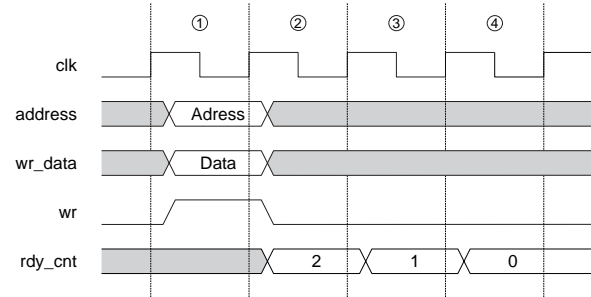 ① ② ③ ④
clk
address Adress
wr_data Data
wr
rdy_cnt 2 1 0